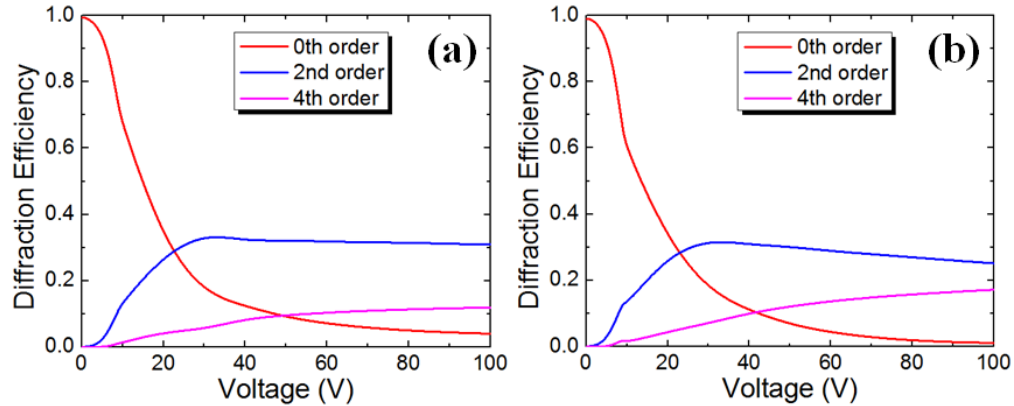 (a)
1.0
0.8
0.6
0.4
0.2
0.0
Diffraction Efficiency
0th order
2nd order
4th order
0 20 40 60 80 100
Voltage (V)
(b)
1.0
0.8
0.6
0.4
0.2
0.0
Diffraction Efficiency
0th order
2nd order
4th order
0 20 40 60 80 100
Voltage (V)